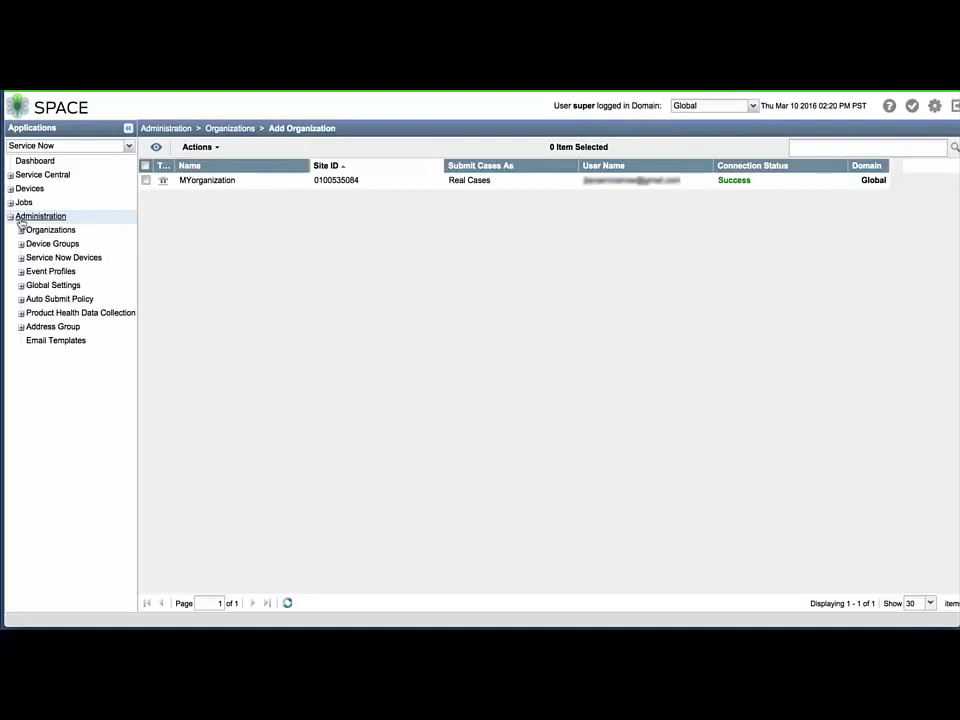 SPACE
User super logged in Domain: Global Thu Mar 10 2016 02:20 PM PST
Applications
Administration > Organizations > Add Organization
Service Now
Actions
0 Item Selected
Dashboard
T... Name Site ID Submit Cases As User Name Connection Status Domain
Service Central
MYorganization 0100535084 Real Cases Success Global
Devices
Jobs
Administration
Organizations
Device Groups
Service Now Devices
Event Profiles
Global Settings
Auto Submit Policy
Product Health Data Collection
Address Group
Email Templates
Page 1 of 1
Displaying 1 - 1 of 1 Show 30 items